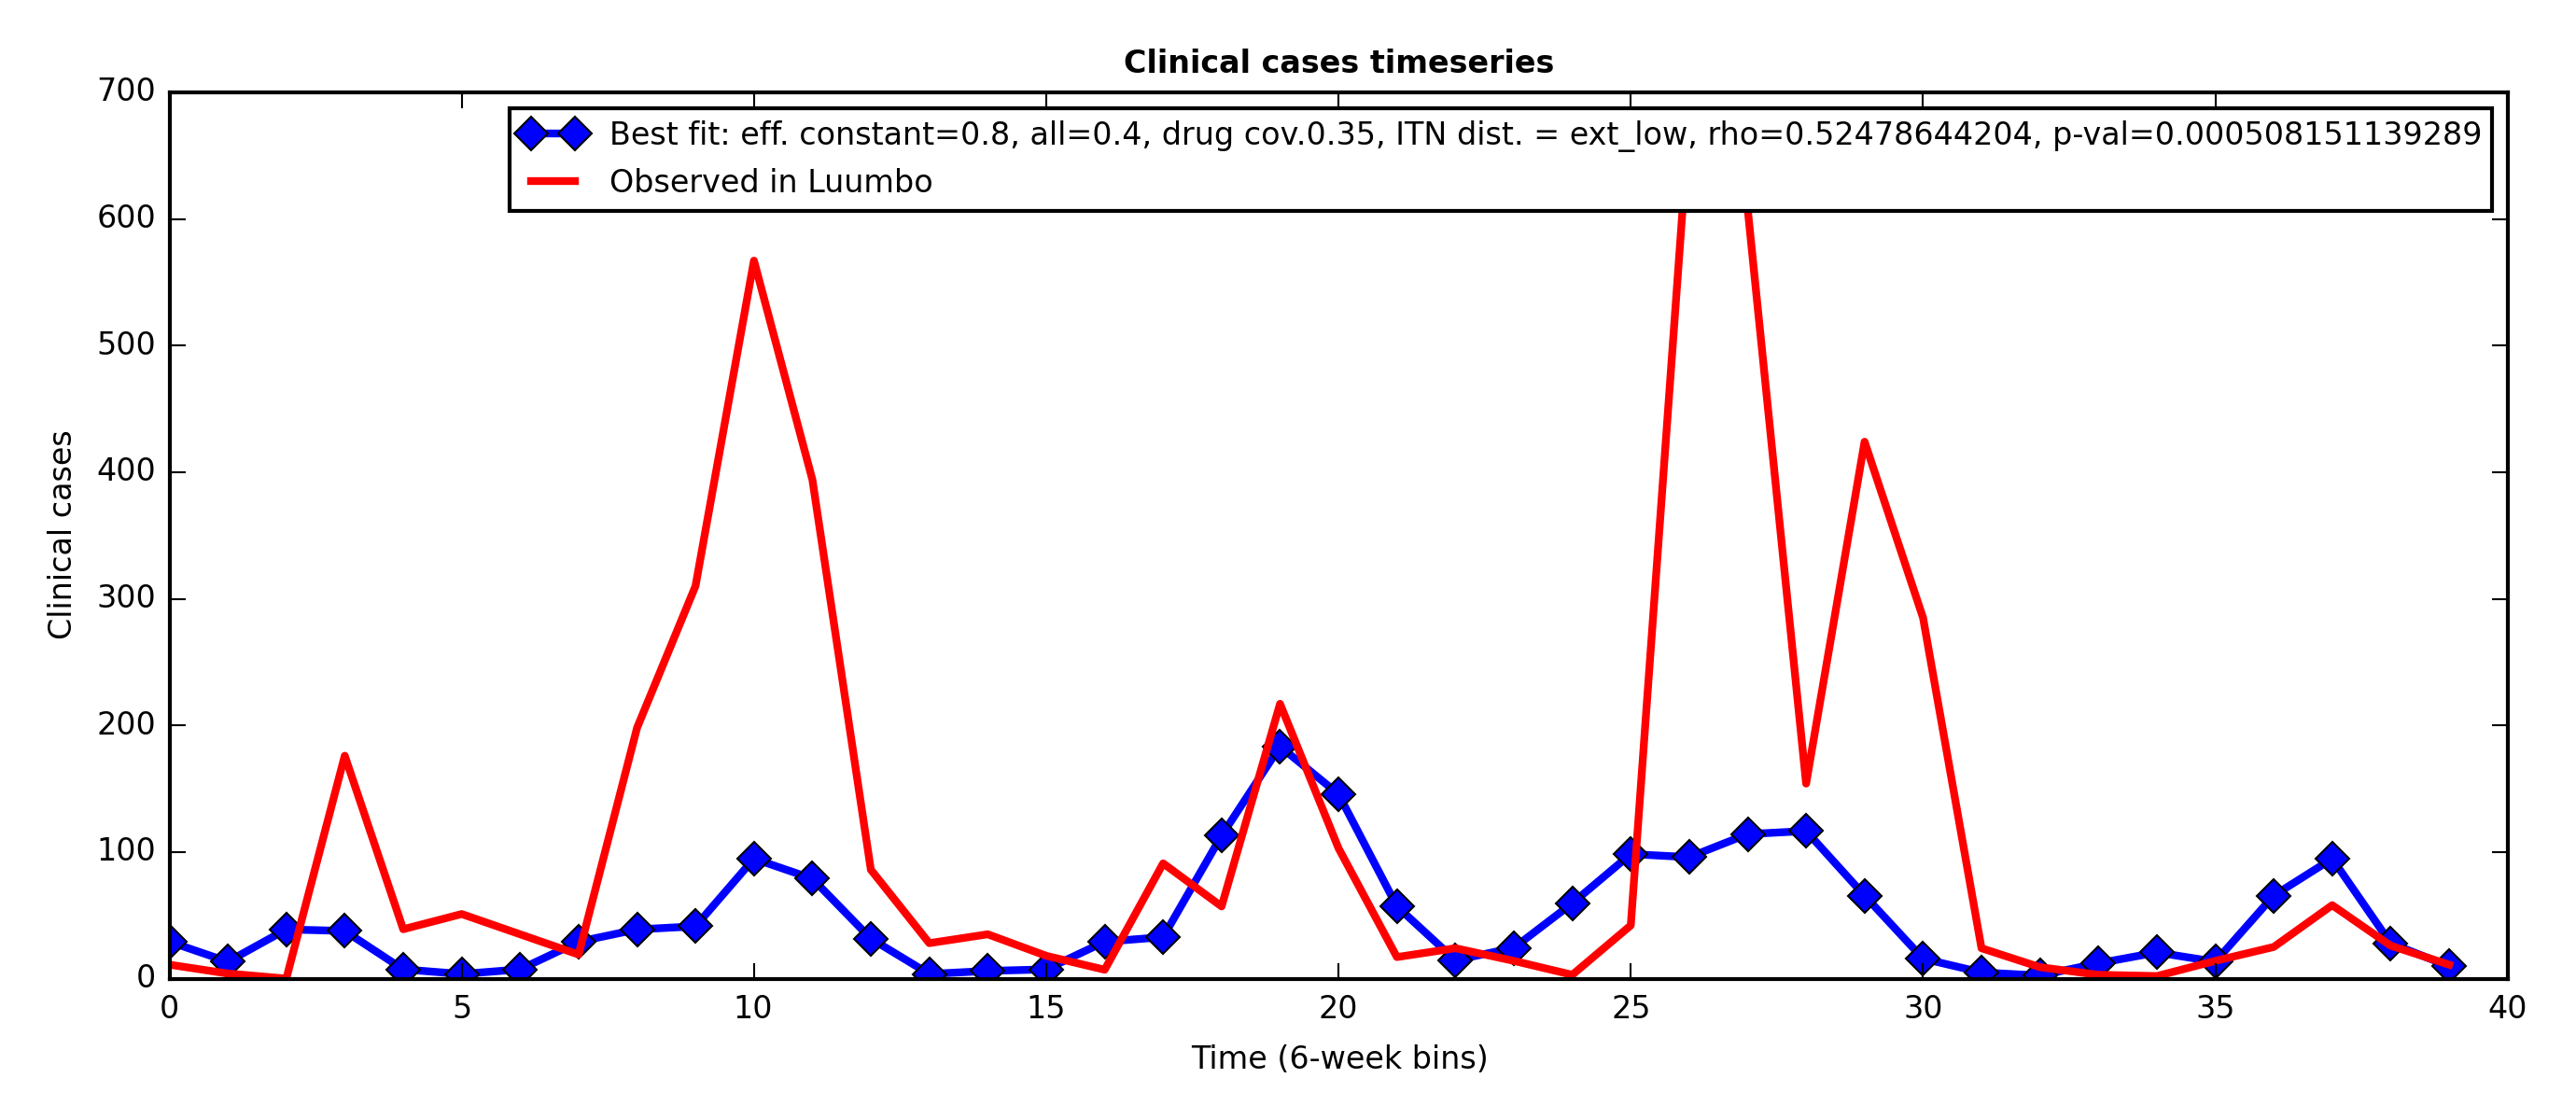 Clinical cases timeseries
700
600
500
400
300
200
100
0
Clinical cases
Best fit: eff. constant=0.8, all=0.4, drug cov.0.35, ITN dist. = ext_low, rho=0.52478644204, p-val=0.000508151139289
Observed in Luumbo
0 5 10 15 20 25 30 35 40
Time (6-week bins)